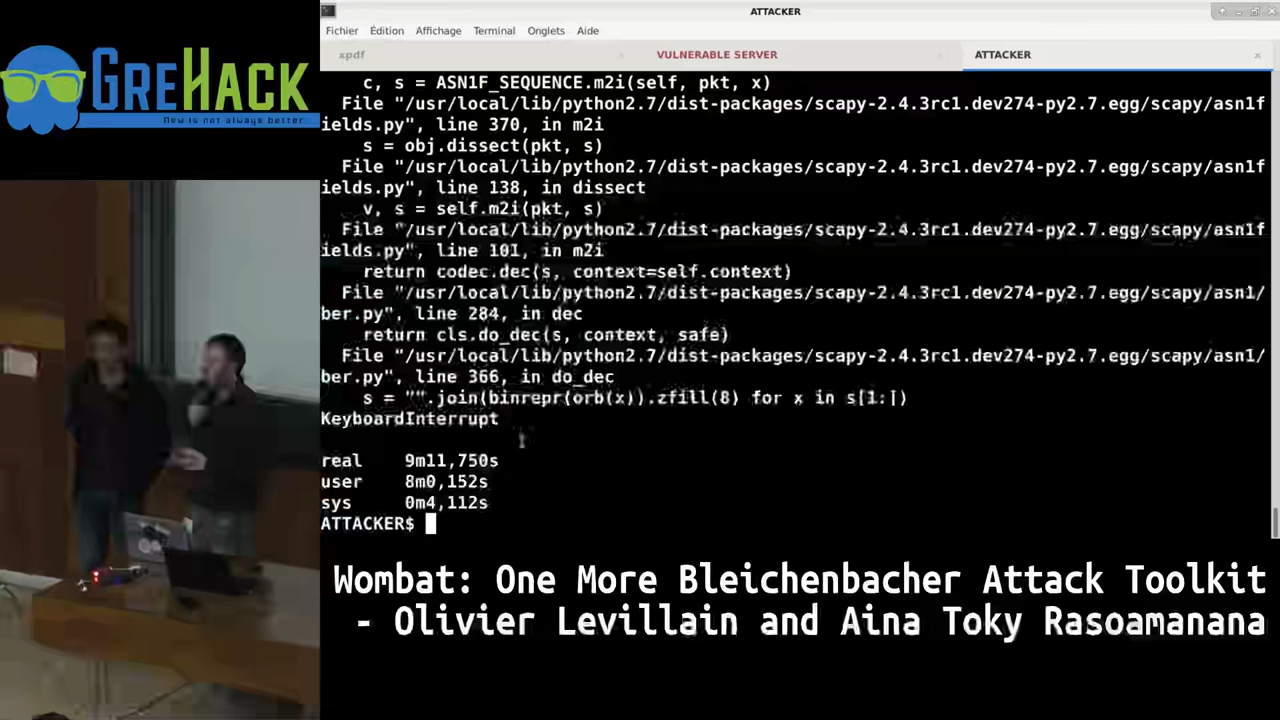 GREHACK
New is not always better
ATTACKER
Fichier Édition Affichage Terminal Onglets Aide
xpdf
VULNERABLE SERVER
ATTACKER
c, s = ASN1F_SEQUENCE.m2i(self, pkt, x)
File "/usr/local/lib/python2.7/dist-packages/scapy-2.4.3rc1.dev274-py2.7.egg/scapy/asn1f
ields.py", line 370, in m2i
s = obj.dissect(pkt, s)
File "/usr/local/lib/python2.7/dist-packages/scapy-2.4.3rc1.dev274-py2.7.egg/scapy/asn1f
ields.py", line 138, in dissect
v, s = self.m2i(pkt, s)
File "/usr/local/lib/python2.7/dist-packages/scapy-2.4.3rc1.dev274-py2.7.egg/scapy/asn1f
ields.py", line 101, in m2i
return codec.dec(s, context=self.context)
File "/usr/local/lib/python2.7/dist-packages/scapy-2.4.3rc1.dev274-py2.7.egg/scapy/asn1/
ber.py", line 284, in dec
return cls.do_dec(s, context, safe)
File "/usr/local/lib/python2.7/dist-packages/scapy-2.4.3rc1.dev274-py2.7.egg/scapy/asn1/
ber.py", line 366, in do_dec
s = "".join(binrepr(orb(x)).zfill(8) for x in s[1:])
KeyboardInterrupt
real 9m11,750s
user 8m0,152s
sys 0m4,112s
ATTACKER$
Wombat: One More Bleichenbacher Attack Toolkit
- Olivier Levillain and Aina Toky Rasoamanana